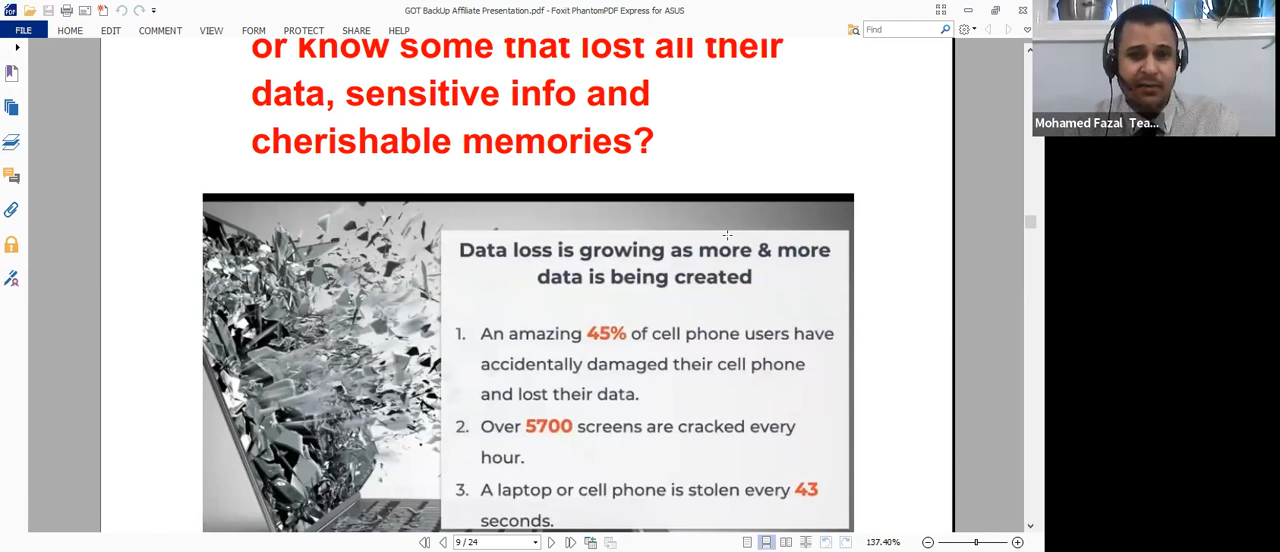 GOT BackUp Affiliate Presentation.pdf - Foxit PhantomPDF Express for ASUS
FILE HOME EDIT COMMENT VIEW FORM PROTECT SHARE HELP
Find
or know some that lost all their
data, sensitive info and
cherishable memories?
Data loss is growing as more & more
data is being created
1. An amazing 45% of cell phone users have
accidentally damaged their cell phone
and lost their data.
2. Over 5700 screens are cracked every
hour.
3. A laptop or cell phone is stolen every 43
seconds.
Mohamed Fazal Tea...
9 / 24
137.40%